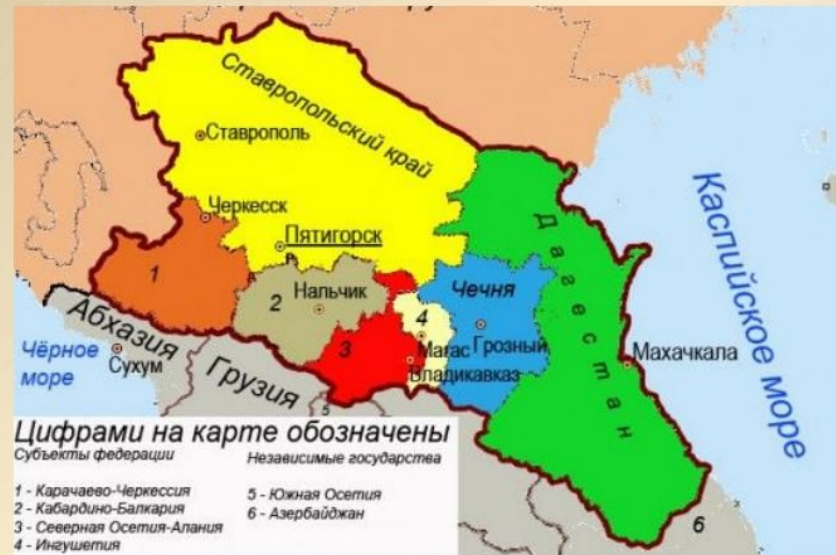 Ставропольский край
Ставрополь
Черкесск
Пятигорск
1
2
Нальчик
3
4
Магас
Владикавказ
Чечня
Грозный
Дагестан
Махачкала
Каспийское море
Абхазия
Сухум
Чёрное
море
Грузия
5
6
Цифрами на карте обозначены
Субъекты федерации
1 - Карачаево-Черкессия
2 - Кабардино-Балкария
3 - Северная Осетия-Алания
4 - Ингушетия
Независимые государства
5 - Южная Осетия
6 - Азербайджан